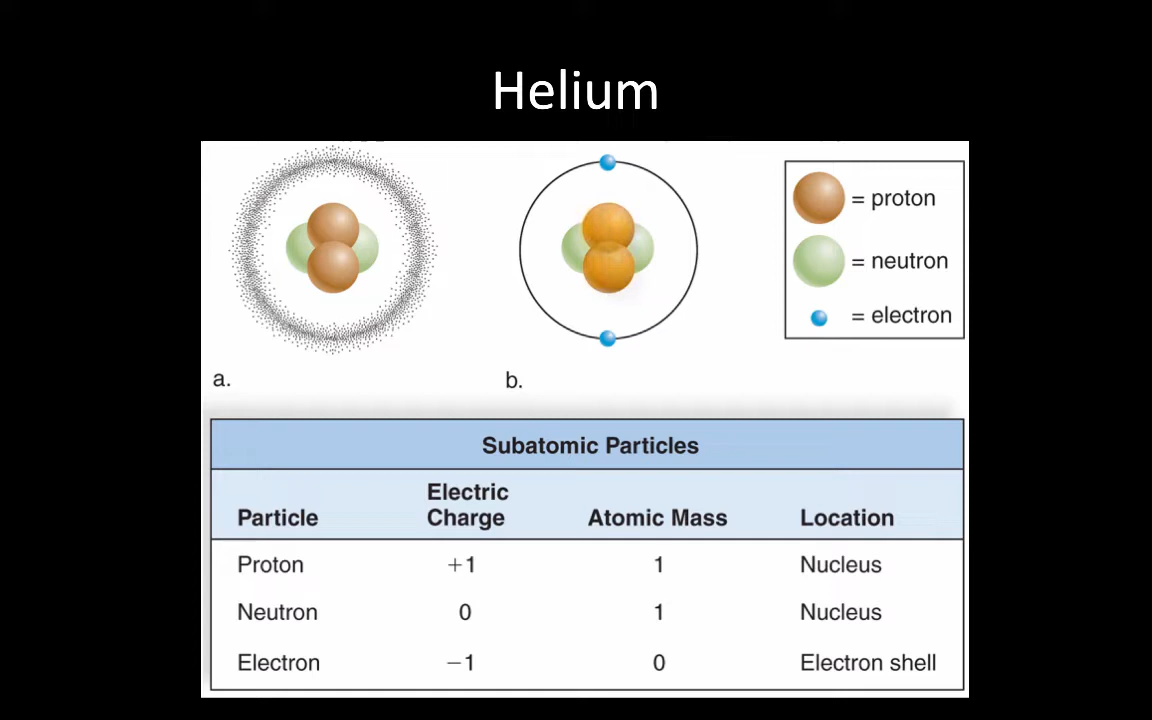 Helium
= proton
= neutron
= electron
a.
b.
Subatomic Particles
Particle Electric Charge Atomic Mass Location
Proton +1 1 Nucleus
Neutron 0 1 Nucleus
Electron −1 0 Electron shell